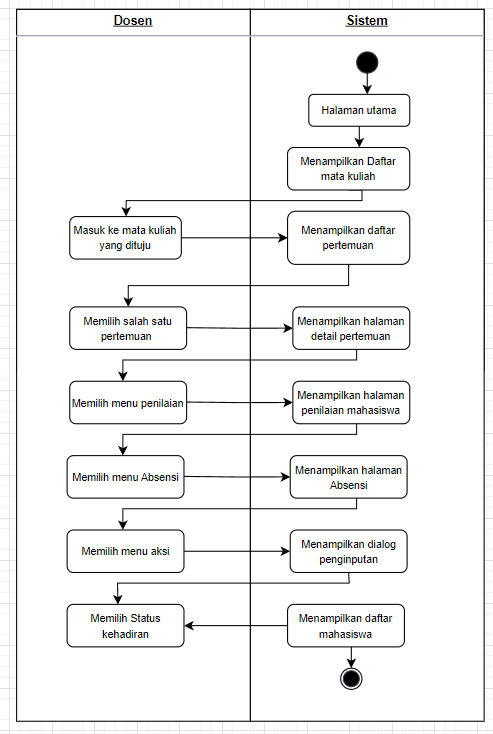 Dosen
Sistem
Halaman utama
Menampilkan Daftar
mata kuliah
Masuk ke mata kuliah
yang dituju
Menampilkan daftar
pertemuan
Memilih salah satu
pertemuan
Menampilkan halaman
detail pertemuan
Memilih menu penilaian
Menampilkan halaman
penilaian mahasiswa
Memilih menu Absensi
Menampilkan halaman
Absensi
Memilih menu aksi
Menampilkan dialog
penginputan
Memilih Status
kehadiran
Menampilkan daftar
mahasiswa